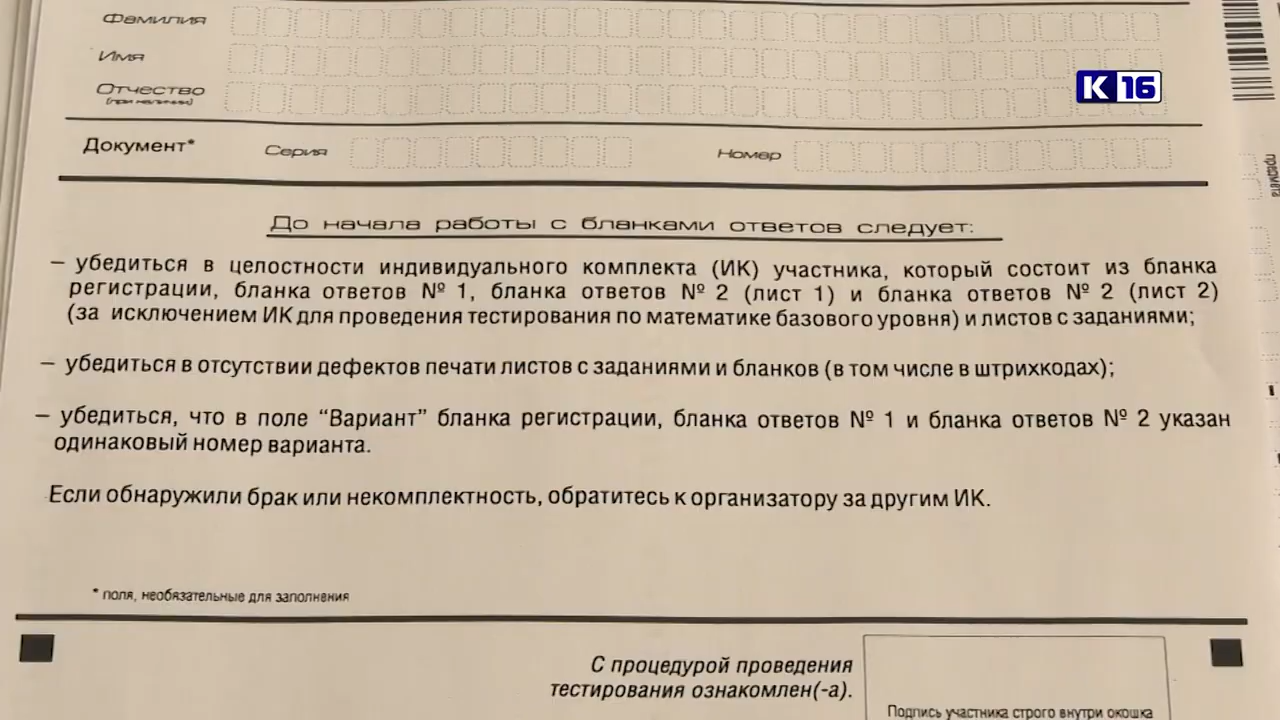 Фамилия
Имя
К 16
Отчество
(при наличии)
Документ* Серия Номер
До начала работы с бланками ответов следует:
– убедиться в целостности индивидуального комплекта (ИК) участника, который состоит из бланка
регистрации, бланка ответов № 1, бланка ответов № 2 (лист 1) и бланка ответов № 2 (лист 2)
(за исключением ИК для проведения тестирования по математике базового уровня) и листов с заданиями;
– убедиться в отсутствии дефектов печати листов с заданиями и бланков (в том числе в штрихкодах);
– убедиться, что в поле “Вариант” бланка регистрации, бланка ответов № 1 и бланка ответов № 2 указан
одинаковый номер варианта.
Если обнаружили брак или некомплектность, обратитесь к организатору за другим ИК.
* поля, необязательные для заполнения
С процедурой проведения
тестирования ознакомлен(-а).
Подпись участника строго внутри окошка
предмета